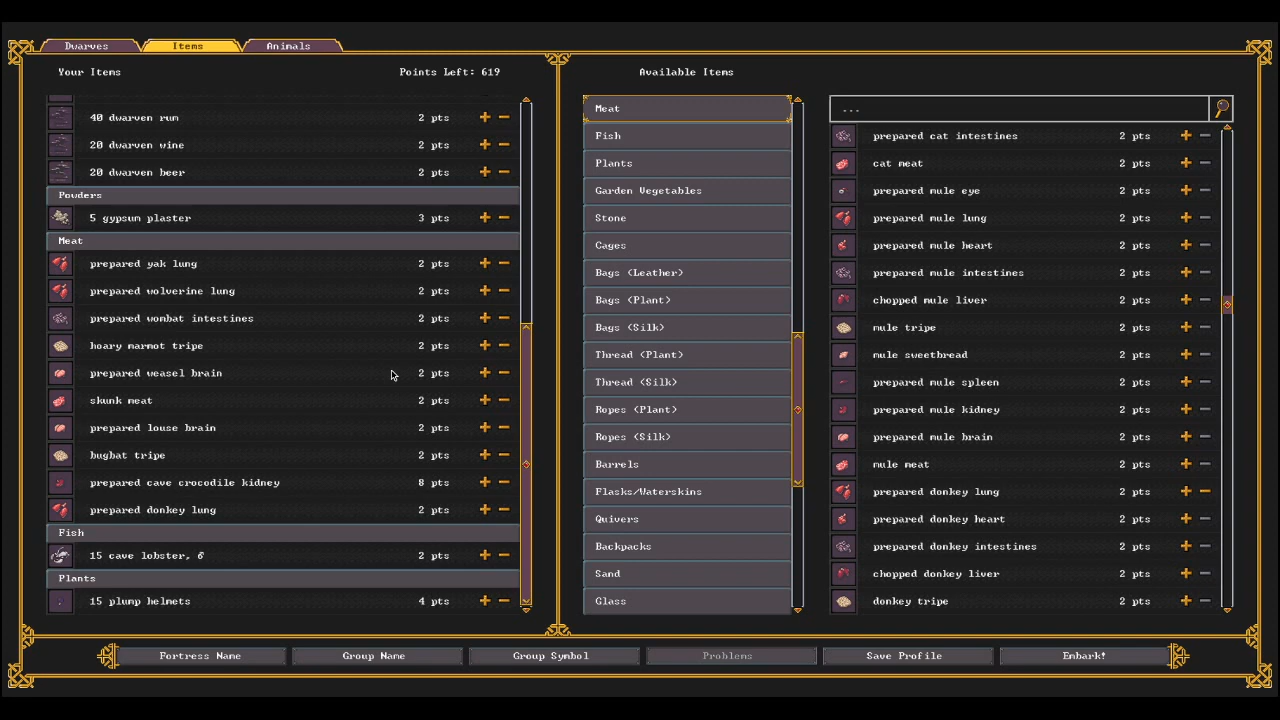 Dwarves Items Animals
Your Items Points Left: 619
40 dwarven rum 2 pts
20 dwarven wine 2 pts
20 dwarven beer 2 pts
Powders
5 gypsum plaster 3 pts
Meat
prepared yak lung 2 pts
prepared wolverine lung 2 pts
prepared wombat intestines 2 pts
hoary marmot tripe 2 pts
prepared weasel brain 2 pts
skunk meat 2 pts
prepared louse brain 2 pts
bugbat tripe 2 pts
prepared cave crocodile kidney 8 pts
prepared donkey lung 2 pts
Fish
15 cave lobster, ♂ 2 pts
Plants
15 plump helmets 4 pts
Available Items
Meat
Fish
Plants
Garden Vegetables
Stone
Cages
Bags (Leather)
Bags (Plant)
Bags (Silk)
Thread (Plant)
Thread (Silk)
Ropes (Plant)
Ropes (Silk)
Barrels
Flasks/Waterskins
Quivers
Backpacks
Sand
Glass
...
prepared cat intestines 2 pts
cat meat 2 pts
prepared mule eye 2 pts
prepared mule lung 2 pts
prepared mule heart 2 pts
prepared mule intestines 2 pts
chopped mule liver 2 pts
mule tripe 2 pts
mule sweetbread 2 pts
prepared mule spleen 2 pts
prepared mule kidney 2 pts
prepared mule brain 2 pts
mule meat 2 pts
prepared donkey lung 2 pts
prepared donkey heart 2 pts
prepared donkey intestines 2 pts
chopped donkey liver 2 pts
donkey tripe 2 pts
Fortress Name Group Name Group Symbol Problems Save Profile Embark!